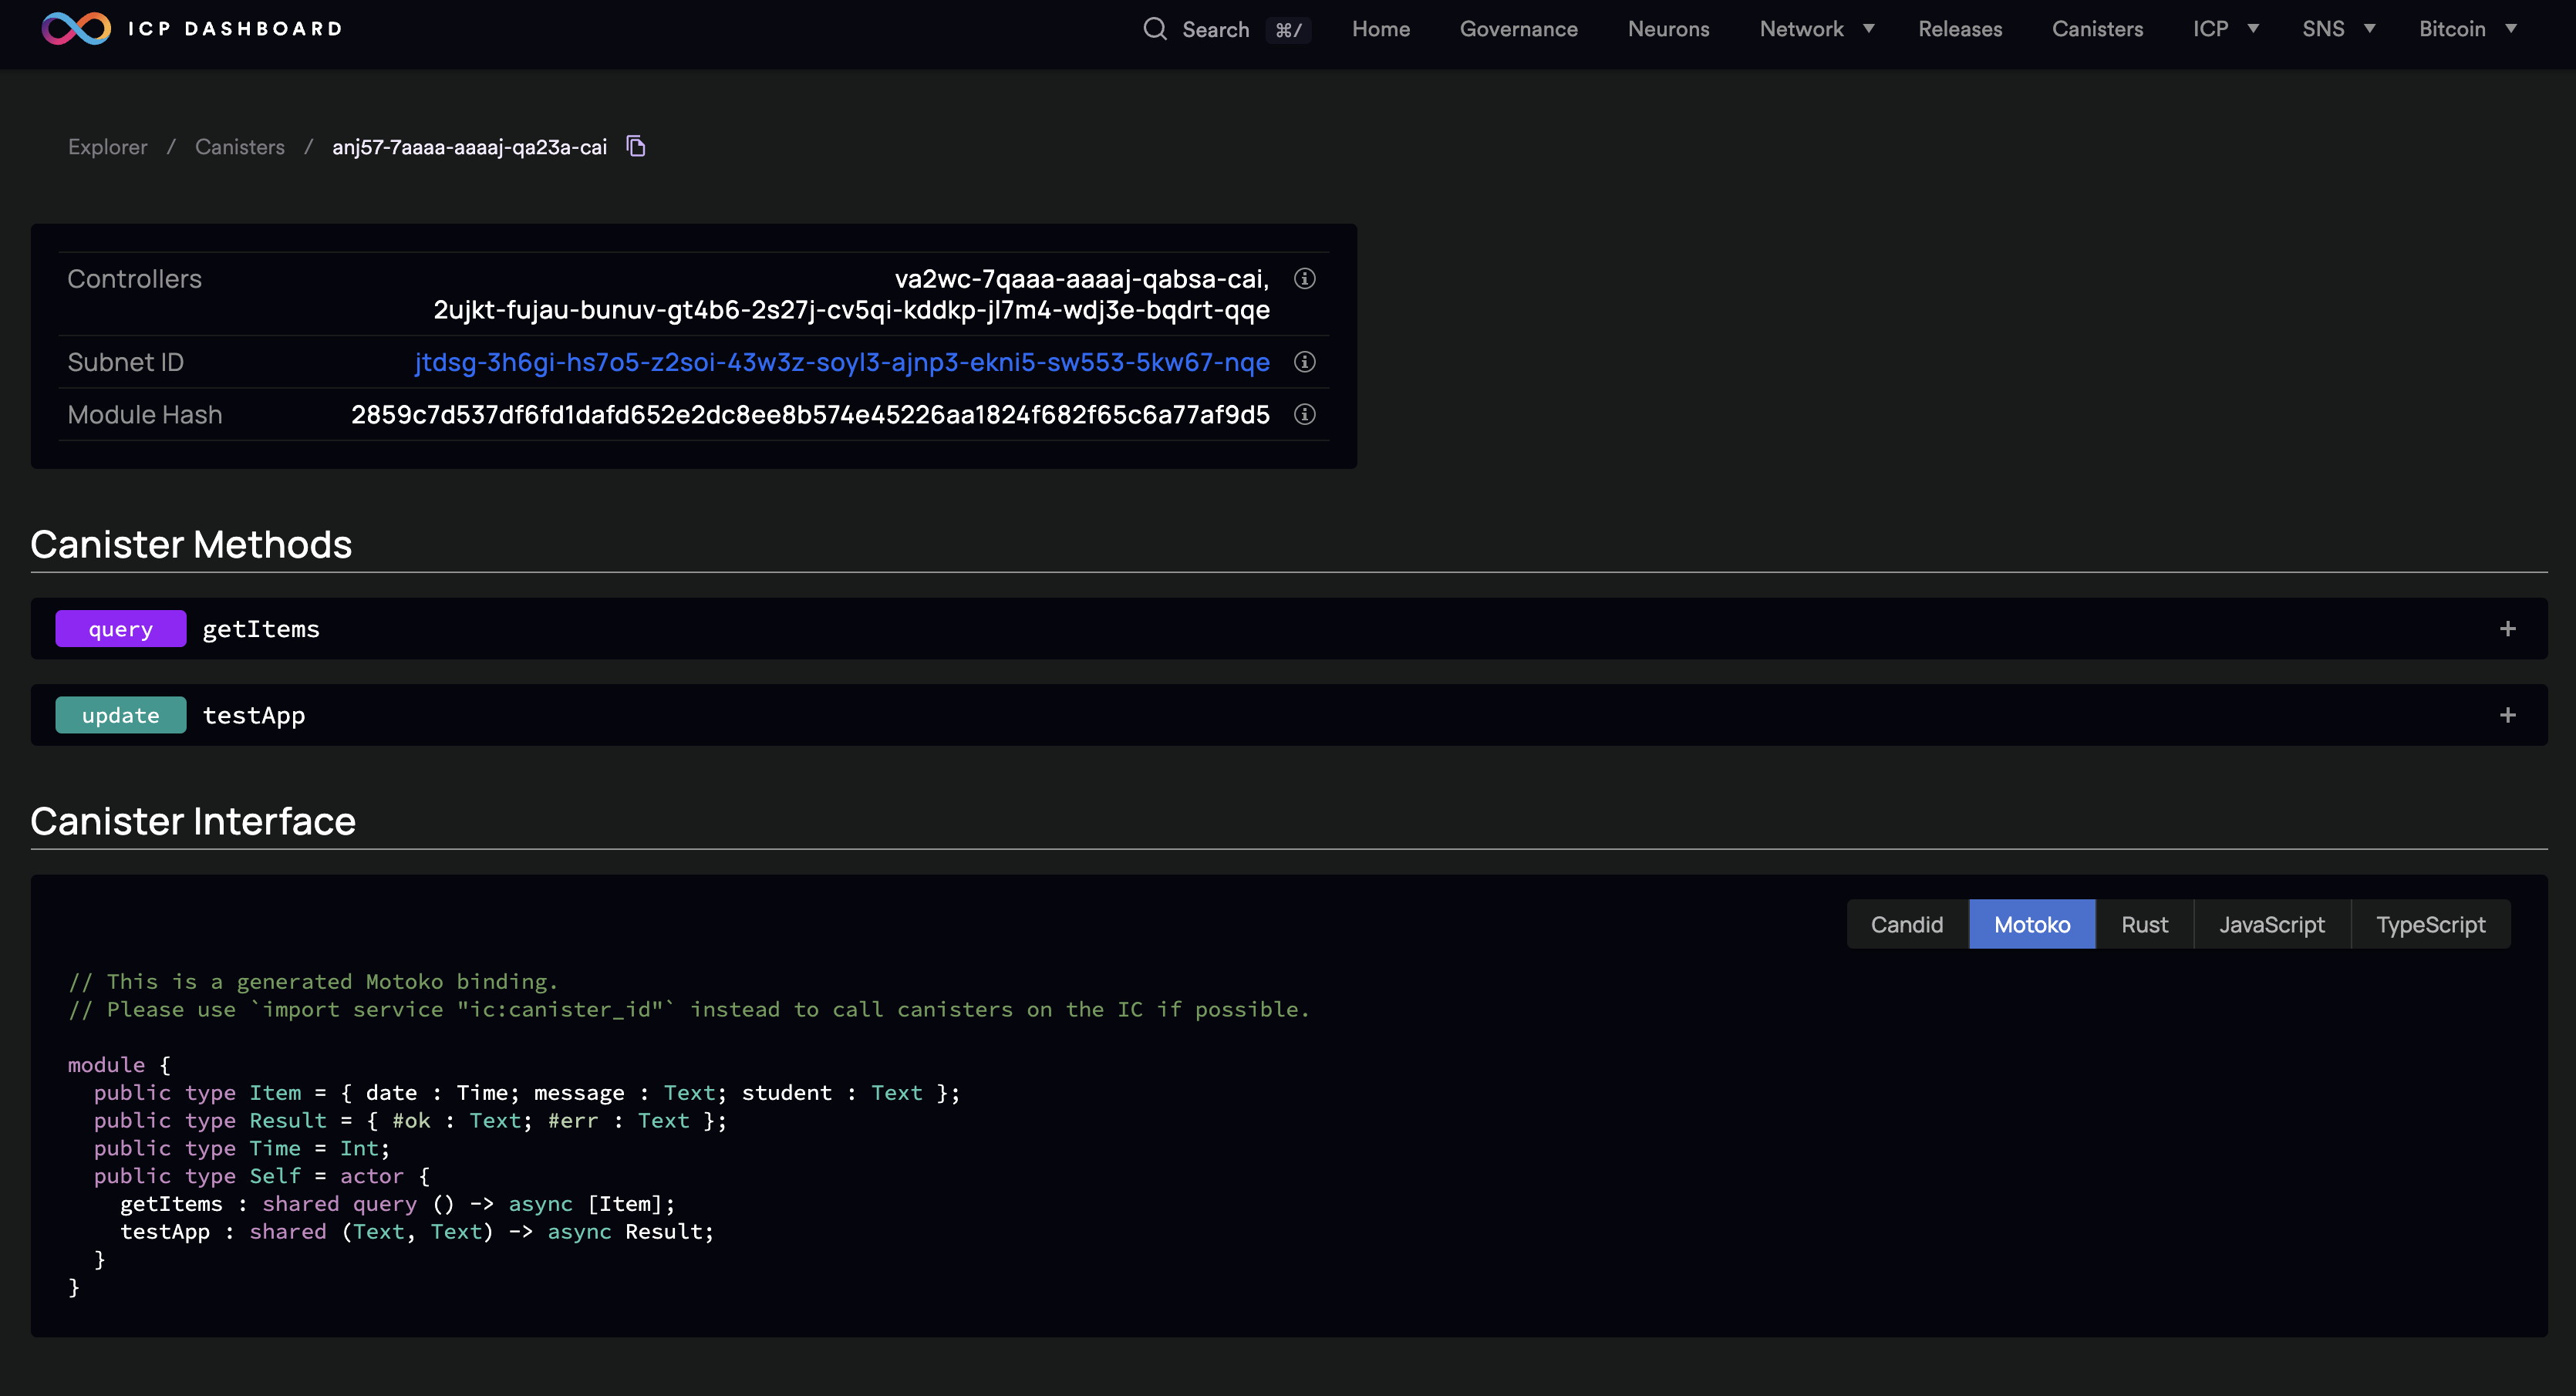 ICP DASHBOARD
Search ⌘/ Home Governance Neurons Network Releases Canisters ICP SNS Bitcoin
Explorer / Canisters / anj57-7aaaa-aaaaj-qa23a-cai
Controllers va2wc-7qaaa-aaaaj-qabsa-cai,
2ujkt-fujau-bunuv-gt4b6-2s27j-cv5qi-kddkp-jl7m4-wdj3e-bqdrt-qqe
Subnet ID jtdsg-3h6gi-hs7o5-z2soi-43w3z-soyl3-ajnp3-ekni5-sw553-5kw67-nqe
Module Hash 2859c7d537df6fd1dafd652e2dc8ee8b574e45226aa1824f682f65c6a77af9d5
Canister Methods
query getItems +
update testApp +
Canister Interface
Candid Motoko Rust JavaScript TypeScript
// This is a generated Motoko binding.
// Please use `import service "ic:canister_id"` instead to call canisters on the IC if possible.
module {
  public type Item = { date : Time; message : Text; student : Text };
  public type Result = { #ok : Text; #err : Text };
  public type Time = Int;
  public type Self = actor {
    getItems : shared query () -> async [Item];
    testApp : shared (Text, Text) -> async Result;
  }
}